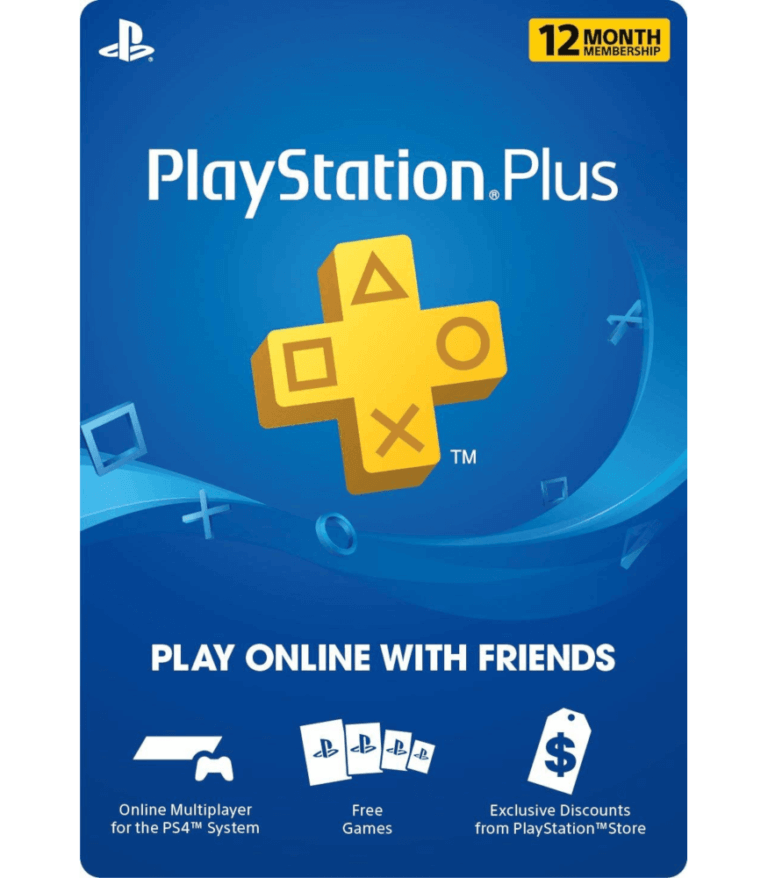 12 MONTH
MEMBERSHIP
PlayStation®Plus
TM
PLAY ONLINE WITH FRIENDS
$
Online Multiplayer
for the PS4™ System
Free
Games
Exclusive Discounts
from PlayStation™Store